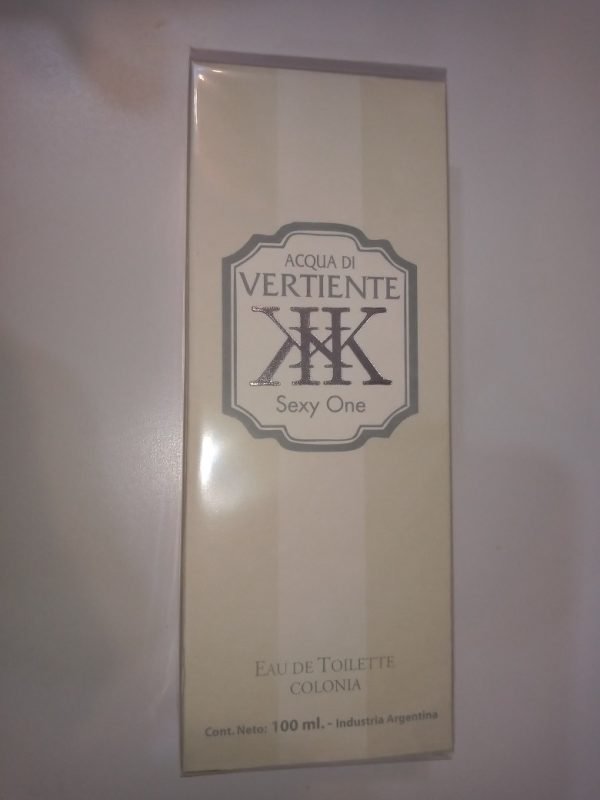 ACQUA DI
VERTIENTE
Sexy One
EAU DE TOILETTE
COLONIA
Cont. Neto: 100 ml. - Industria Argentina